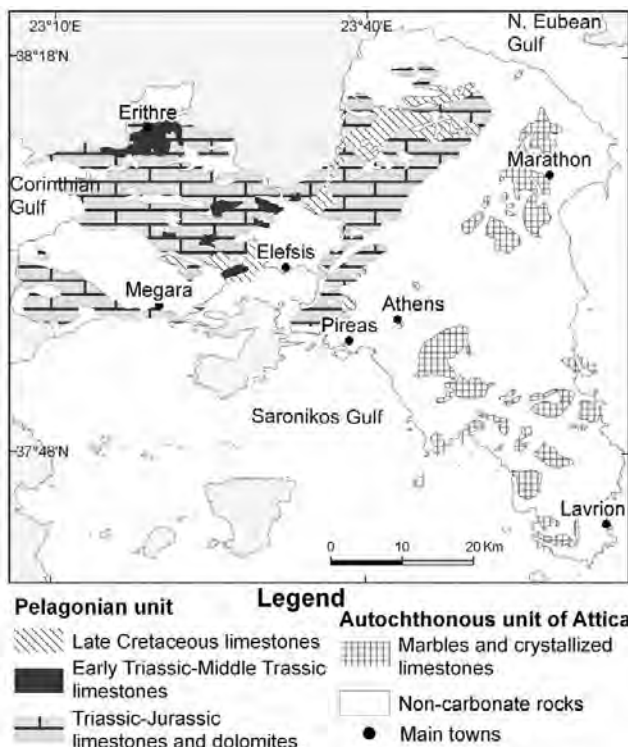 23°10'E
23°40'E
N. Eubean
Gulf
38°18'N
Erithre
Marathon
Corinthian
Gulf
Elefsis
Megara
Athens
Pireas
Saronikos Gulf
37°48'N
Lavrion
0 10 20 Km
Legend
Pelagonian unit
Late Cretaceous limestones
Early Triassic-Middle Trassic
limestones
Triassic-Jurassic
limestones and dolomites
Autochthonous unit of Attica
Marbles and crystallized
limestones
Non-carbonate rocks
Main towns